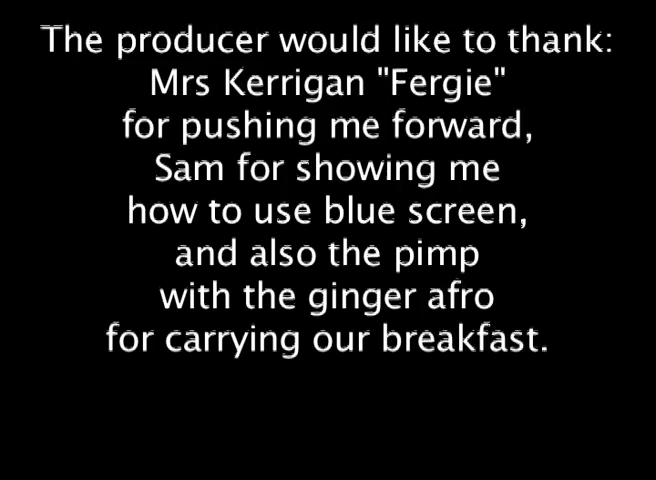 The producer would like to thank:
Mrs Kerrigan "Fergie"
for pushing me forward,
Sam for showing me
how to use blue screen,
and also the pimp
with the ginger afro
for carrying our breakfast.